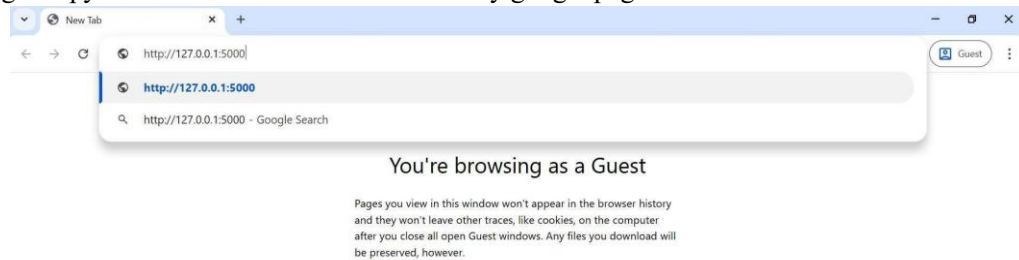 New Tab
http://127.0.0.1:5000
Guest
http://127.0.0.1:5000
http://127.0.0.1:5000 - Google Search
You're browsing as a Guest
Pages you view in this window won't appear in the browser history
and they won't leave other traces, like cookies, on the computer
after you close all open Guest windows. Any files you download will
be preserved, however.